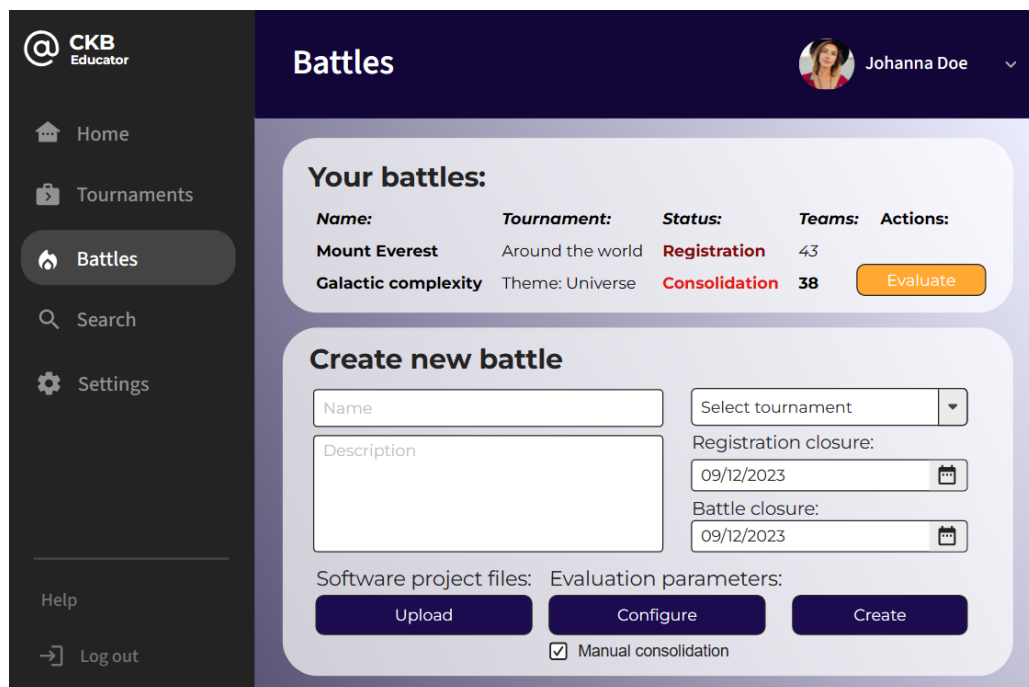 CKB
Educator
Home
Tournaments
Battles
Search
Settings
Help
Log out
Battles
Johanna Doe
Your battles:
Name: Tournament: Status: Teams: Actions:
Mount Everest Around the world Registration 43
Galactic complexity Theme: Universe Consolidation 38 Evaluate
Create new battle
Name
Description
Select tournament
Registration closure:
09/12/2023
Battle closure:
09/12/2023
Software project files: Evaluation parameters:
Upload Configure Create
Manual consolidation